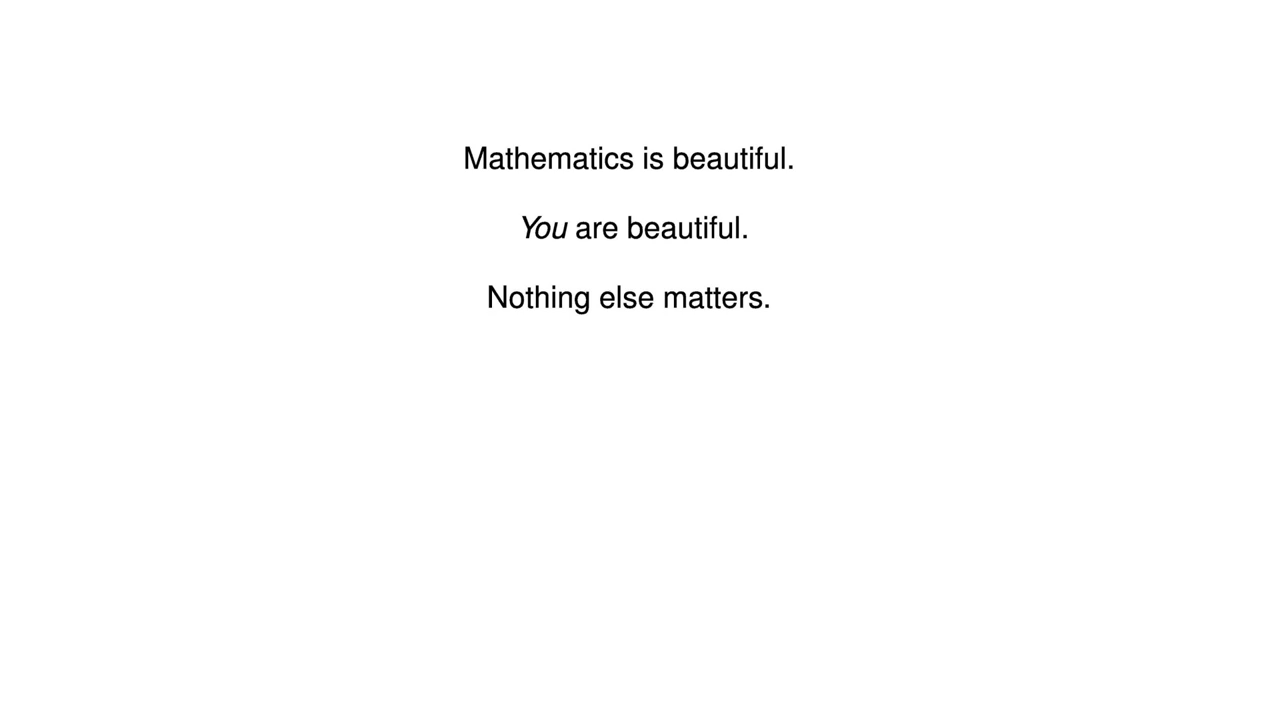 Mathematics is beautiful.
You are beautiful.
Nothing else matters.